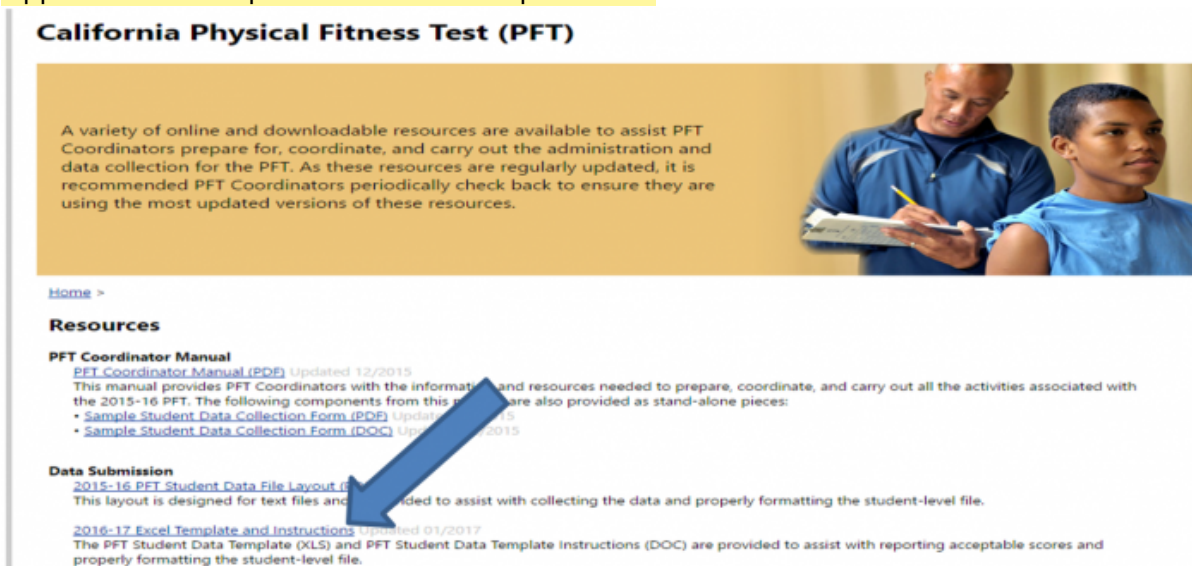 California Physical Fitness Test (PFT)
A variety of online and downloadable resources are available to assist PFT
Coordinators prepare for, coordinate, and carry out the administration and
data collection for the PFT. As these resources are regularly updated, it is
recommended PFT Coordinators periodically check back to ensure they are
using the most updated versions of these resources.
Home >
Resources
PFT Coordinator Manual
PFT Coordinator Manual (PDF) Updated 12/2015
This manual provides PFT Coordinators with the information and resources needed to prepare, coordinate, and carry out all the activities associated with
the 2015-16 PFT. The following components from this are also provided as stand-alone pieces:
• Sample Student Data Collection Form (PDF)
• Sample Student Data Collection Form (DOC)
Data Submission
2015-16 PFT Student Data File Layout
This layout is designed for text files and to assist with collecting the data and properly formatting the student-level file.
2016-17 Excel Template and Instructions Updated 01/2017
The PFT Student Data Template (XLS) and PFT Student Data Template Instructions (DOC) are provided to assist with reporting acceptable scores and
properly formatting the student-level file.